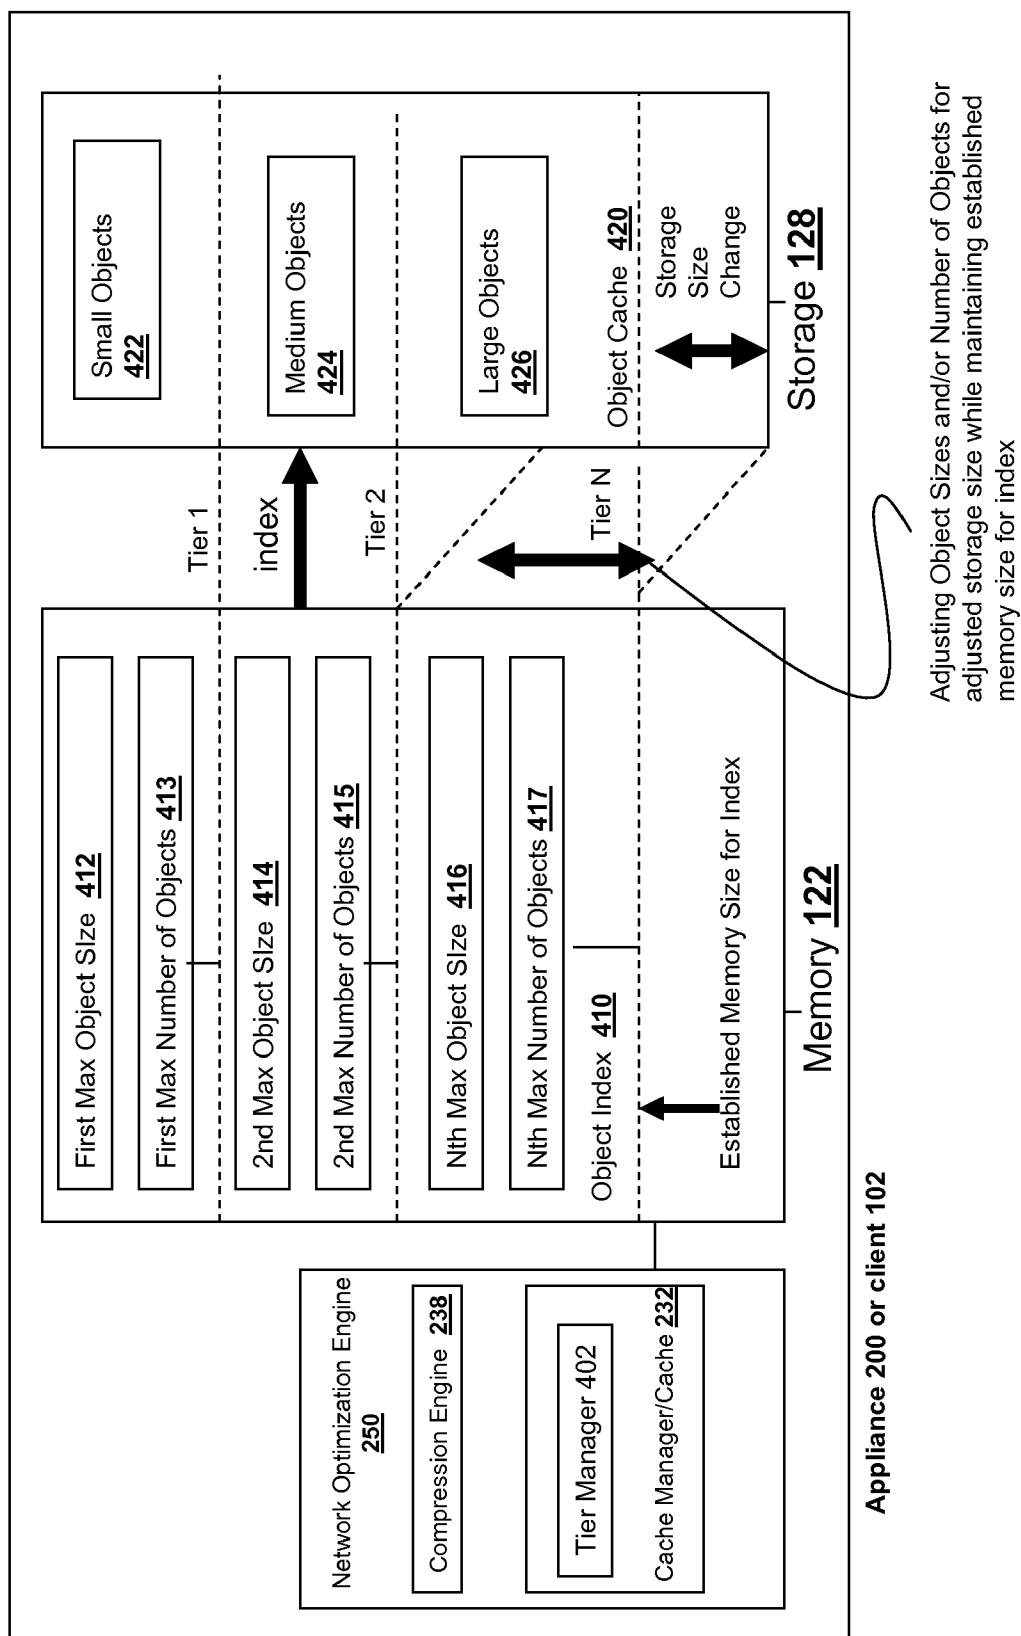 Network Optimization Engine
250
Compression Engine 238
Tier Manager 402
Cache Manager/Cache 232
First Max Object SIze 412
First Max Number of Objects 413
2nd Max Object SIze 414
2nd Max Number of Objects 415
Nth Max Object SIze 416
Nth Max Number of Objects 417
Object Index 410
Established Memory Size for Index
Memory 122
Tier 1
index
Tier 2
Tier N
Small Objects
422
Medium Objects
424
Large Objects
426
Object Cache 420
Storage
Size
Change
Storage 128
Appliance 200 or client 102
Adjusting Object Sizes and/or Number of Objects for
adjusted storage size while maintaining established
memory size for index